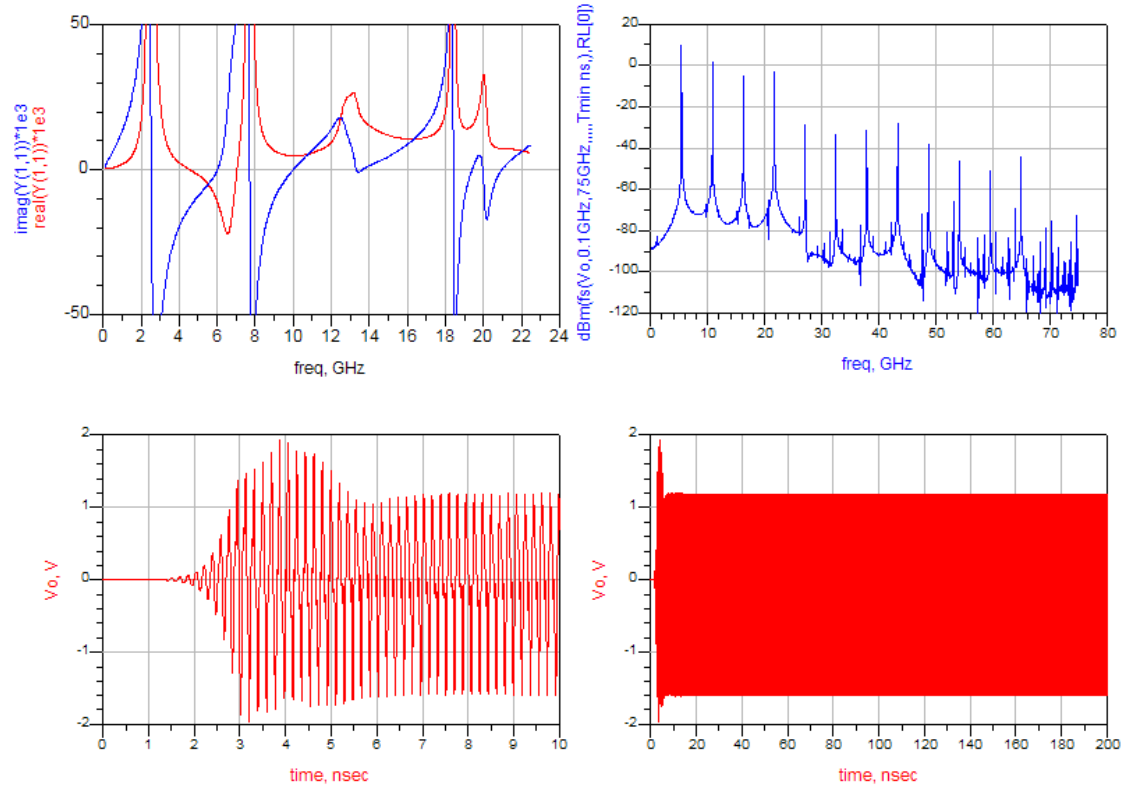 imag(Y(1,1))*1e3
real(Y(1,1))*1e3
50
0
-50
0 2 4 6 8 10 12 14 16 18 20 22 24
freq, GHz
dBm(fs(Vo,0.1GHz,75GHz,,,,,Tmin ns,),RL[0])
20
0
-20
-40
-60
-80
-100
-120
0 10 20 30 40 50 60 70 80
freq, GHz
Vo, V
2
1
0
-1
-2
0 1 2 3 4 5 6 7 8 9 10
time, nsec
Vo, V
2
1
0
-1
-2
0 20 40 60 80 100 120 140 160 180 200
time, nsec